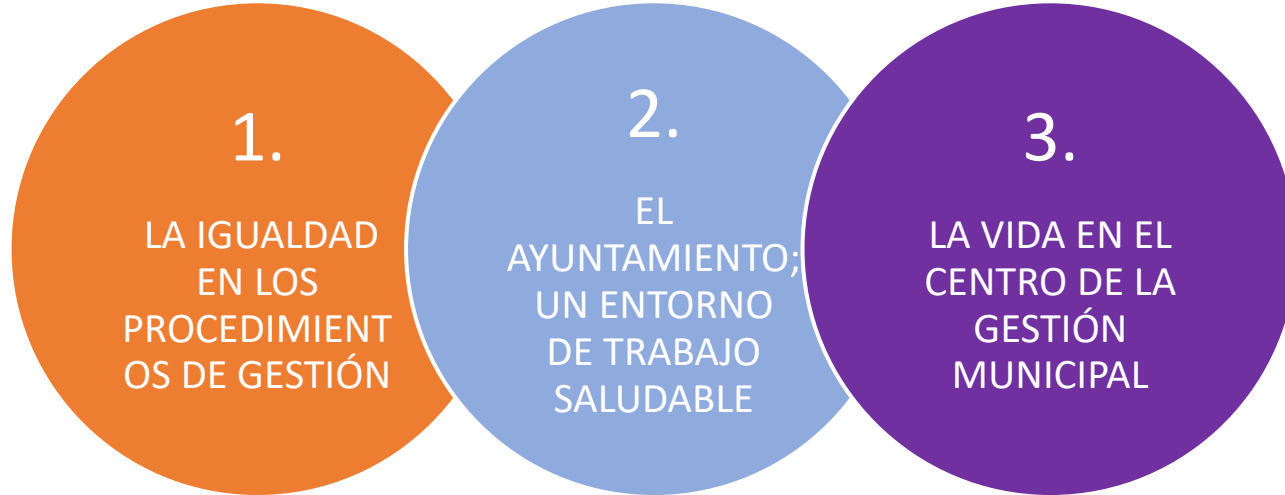 1.
LA IGUALDAD
EN LOS
PROCEDIMIENT
OS DE GESTIÓN
2.
EL
AYUNTAMIENTO;
UN ENTORNO
DE TRABAJO
SALUDABLE
3.
LA VIDA EN EL
CENTRO DE LA
GESTIÓN
MUNICIPAL